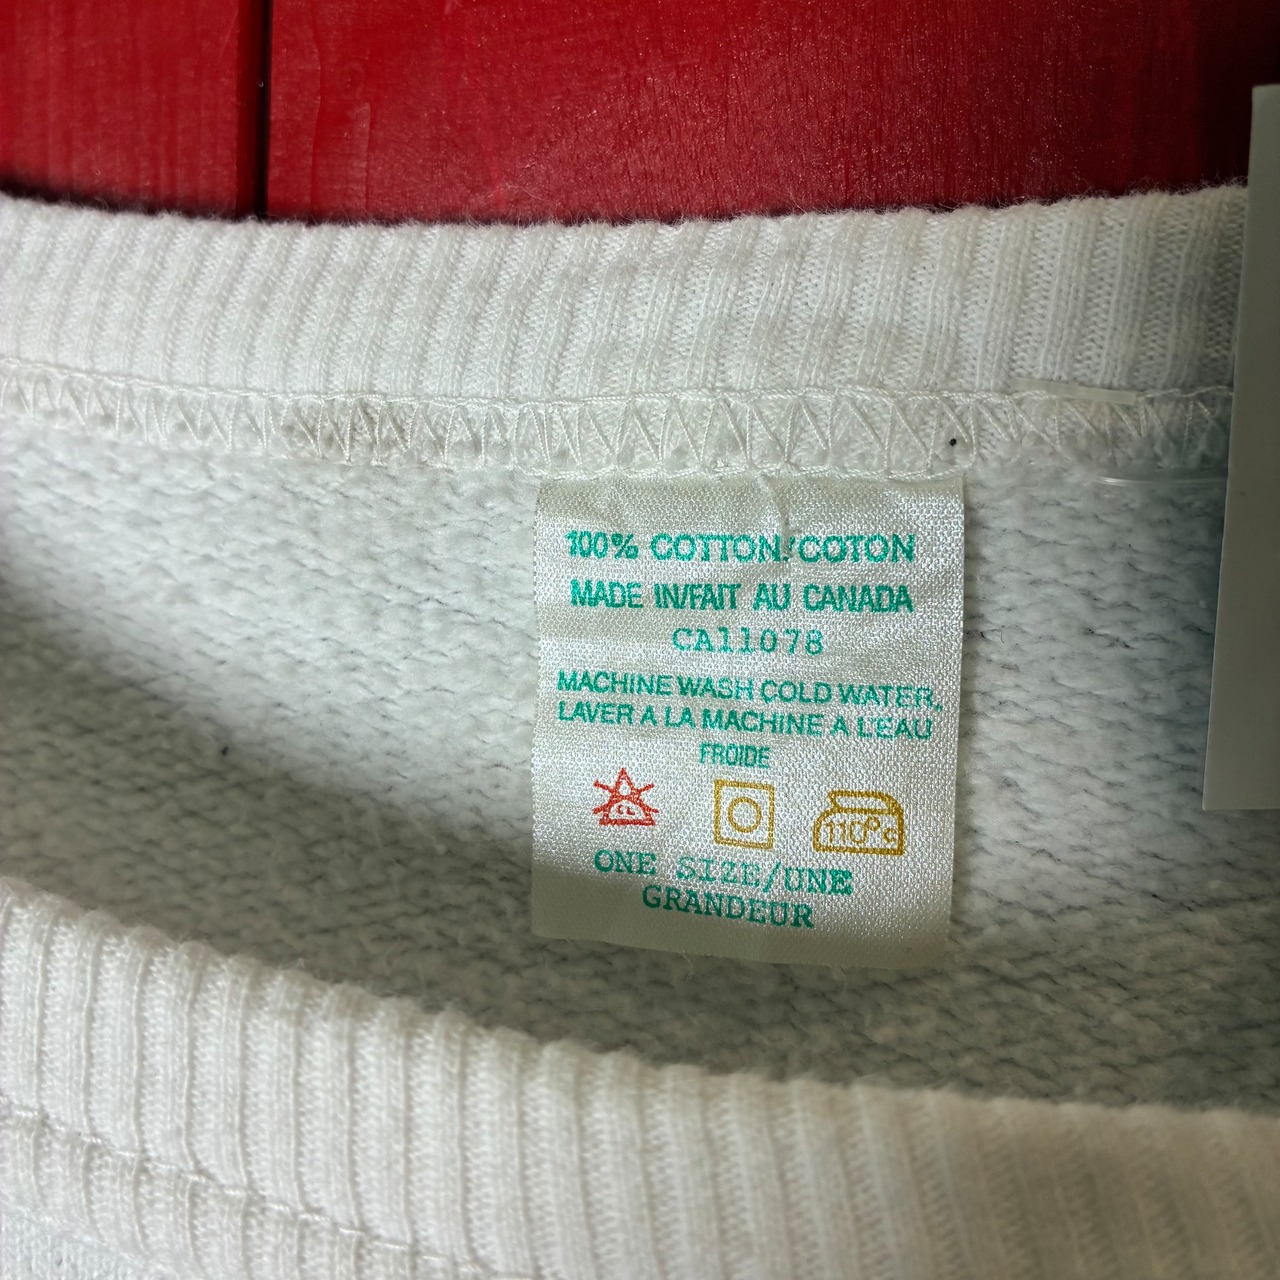 100% COTTON/COTON
MADE IN/FAIT AU CANADA
CA11078
MACHINE WASH COLD WATER,
LAVER A LA MACHINE A L'EAU
FROIDE
CL
110°c
ONE SIZE/UNE
GRANDEUR